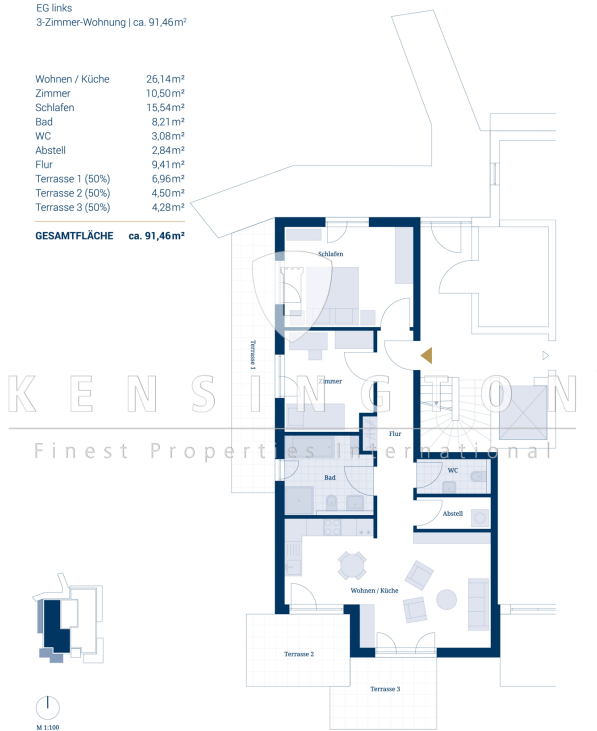 EG links
3-Zimmer-Wohnung | ca. 91,46 m²
Wohnen / Küche 26,14 m²
Zimmer 10,50 m²
Schlafen 15,54 m²
Bad 8,21 m²
WC 3,08 m²
Abstell 2,84 m²
Flur 9,41 m²
Terrasse 1 (50%) 6,96 m²
Terrasse 2 (50%) 4,50 m²
Terrasse 3 (50%) 4,28 m²
GESAMTFLÄCHE ca. 91,46 m²
Schlafen
Terrasse 1
Zimmer
KENSINGTON
Flur
Finest Properties International
Bad
WC
Abstell
Wohnen / Küche
Terrasse 2
Terrasse 3
M 1:100